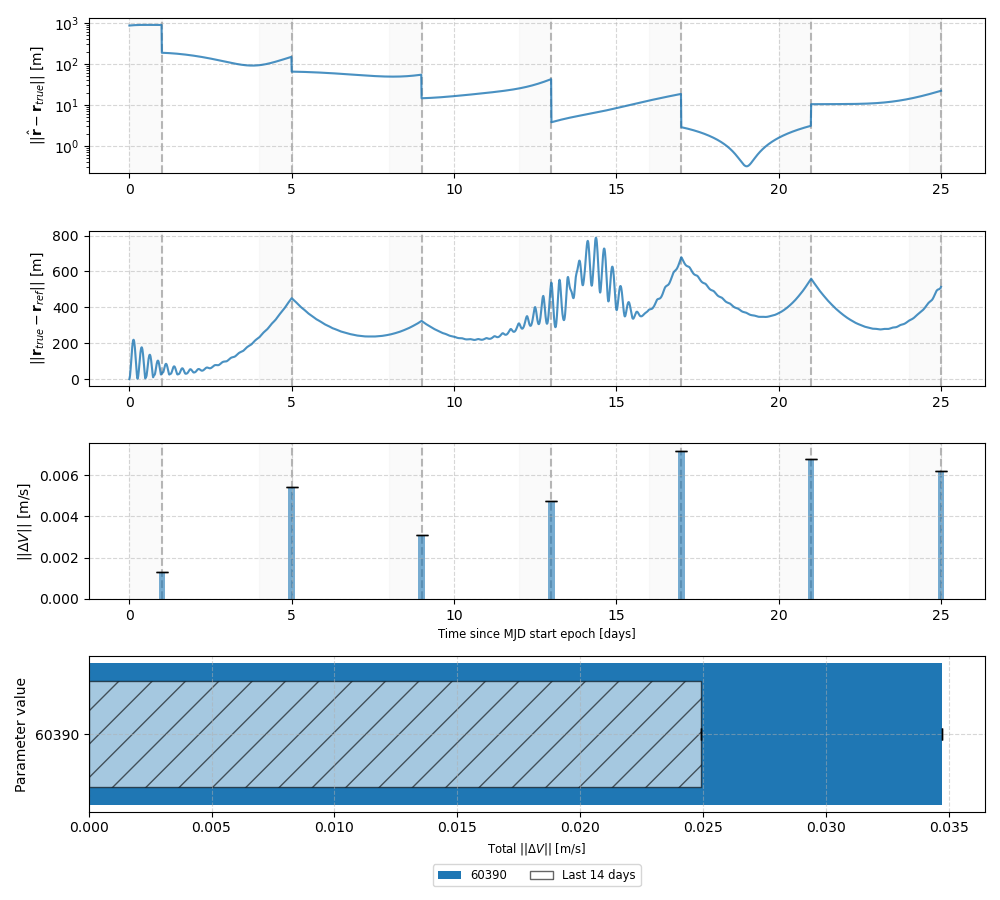 ||r̂ − r_true|| [m]
10³
10²
10¹
10⁰
0 5 10 15 20 25
||r_true − r_ref|| [m]
800
600
400
200
0
0 5 10 15 20 25
||ΔV|| [m/s]
0.006
0.004
0.002
0.000
0 5 10 15 20 25
Time since MJD start epoch [days]
Parameter value
60390
0.000 0.005 0.010 0.015 0.020 0.025 0.030 0.035
Total ||ΔV|| [m/s]
60390 Last 14 days